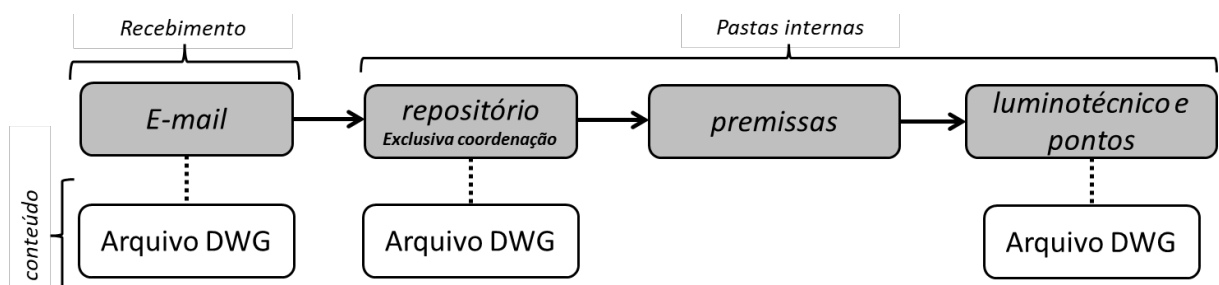 Recebimento
Pastas internas
E-mail
repositório
Exclusiva coordenação
premissas
luminotécnico e
pontos
conteúdo
Arquivo DWG
Arquivo DWG
Arquivo DWG